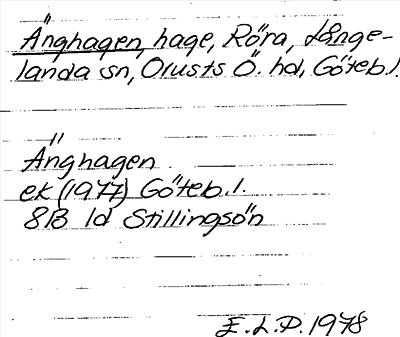 Änghagen, hage, Röra, Långe-
landa sn, Orusts Ö. hd, Göteb. l.
Änghagen
ek (1977) Göteb. l.
8B 1d Stillingsön
E. L. P. 1978